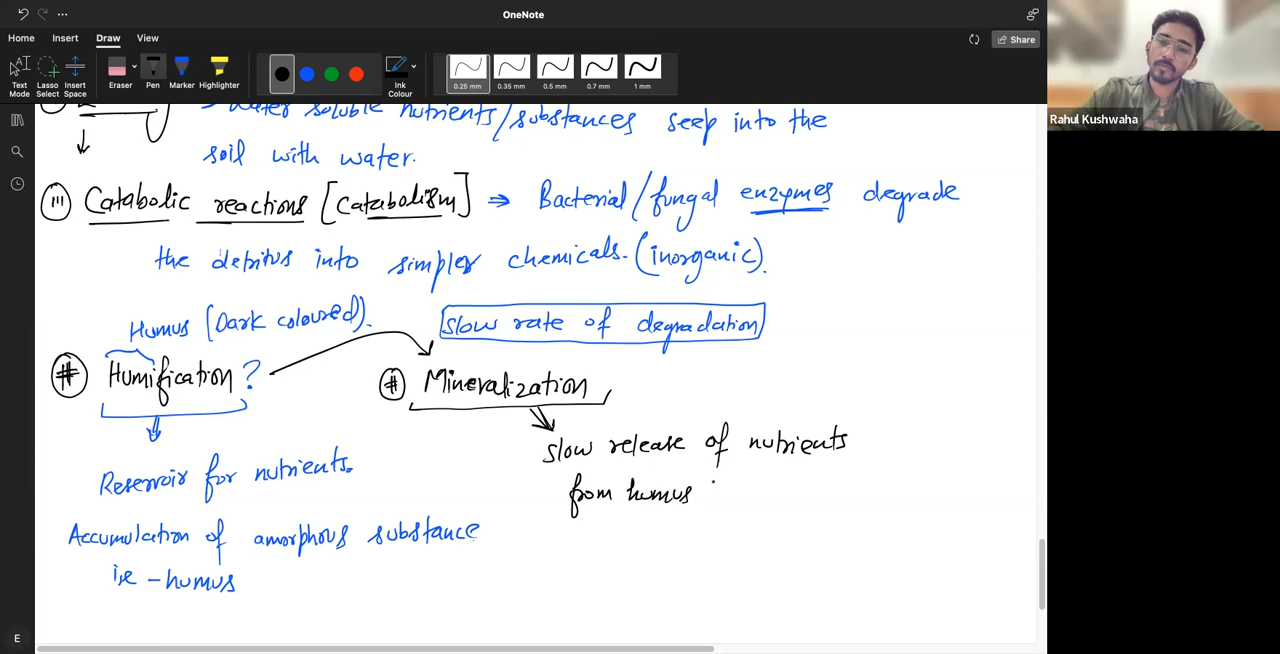 OneNote
Home Insert Draw View
Share
Text Mode Lasso Select Insert Space Eraser Pen Marker Highlighter Ink Colour 0.25 mm 0.35 mm 0.5 mm 0.7 mm 1 mm
Rahul Kushwaha
→ Water soluble nutrients/substances seep into the
soil with water.
(III) Catabolic reactions [Catabolism] ⇒ Bacterial/fungal enzymes degrade
the detritus into simpler chemicals. (inorganic).
Humus (Dark coloured). Slow rate of degradation
# Humification? # Mineralization
Slow release of nutrients
from humus
Reservoir for nutrients.
Accumulation of amorphous substance
i,e - humus
E